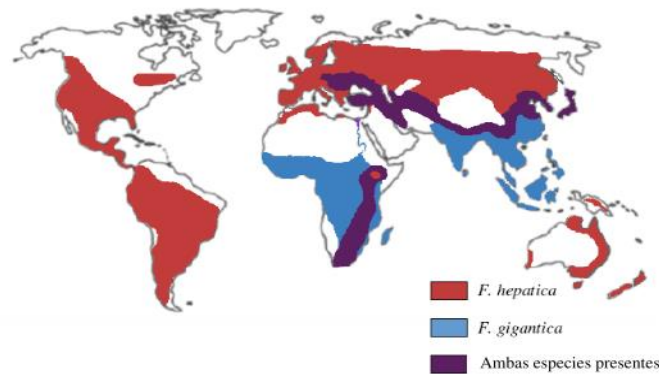 F. hepatica
F. gigantica
Ambas especies presentes